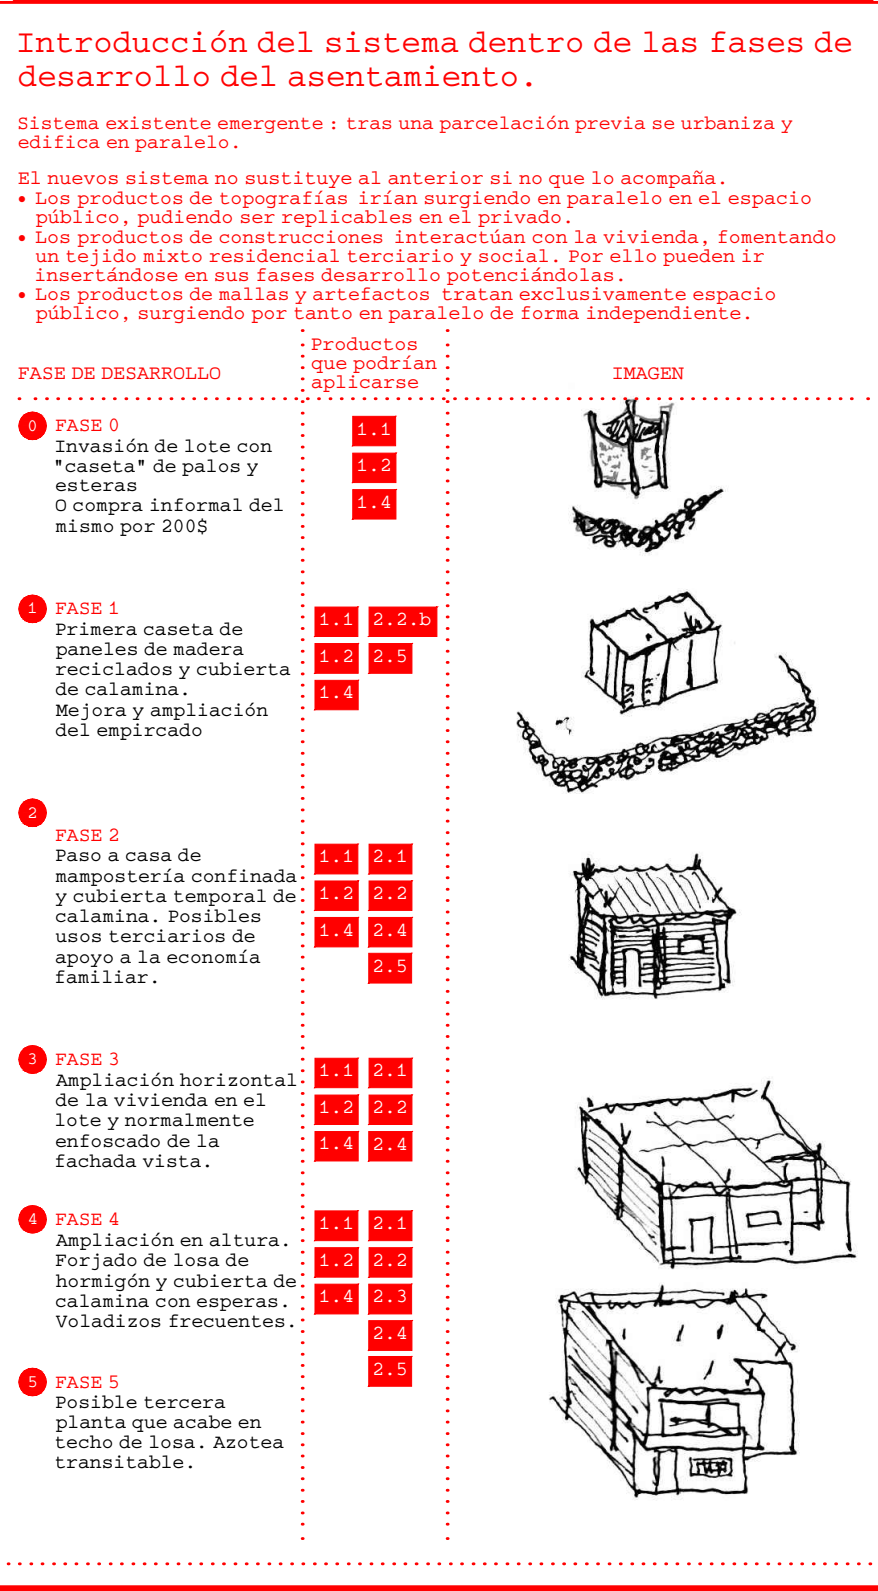 Introducción del sistema dentro de las fases de
desarrollo del asentamiento.
Sistema existente emergente : tras una parcelación previa se urbaniza y
edifica en paralelo.
El nuevos sistema no sustituye al anterior si no que lo acompaña.
• Los productos de topografías irían surgiendo en paralelo en el espacio
público, pudiendo ser replicables en el privado.
• Los productos de construcciones interactúan con la vivienda, fomentando
un tejido mixto residencial terciario y social. Por ello pueden ir
insertándose en sus fases desarrollo potenciándolas.
• Los productos de mallas y artefactos tratan exclusivamente espacio
público, surgiendo por tanto en paralelo de forma independiente.
FASE DE DESARROLLO
Productos
que podrían
aplicarse
IMAGEN
0 FASE 0
Invasión de lote con
"caseta" de palos y
esteras
O compra informal del
mismo por 200$
1.1
1.2
1.4
1 FASE 1
Primera caseta de
paneles de madera
reciclados y cubierta
de calamina.
Mejora y ampliación
del empircado
1.1 2.2.b
1.2 2.5
1.4
2
FASE 2
Paso a casa de
mampostería confinada
y cubierta temporal de
calamina. Posibles
usos terciarios de
apoyo a la economía
familiar.
1.1 2.1
1.2 2.2
1.4 2.4
2.5
3 FASE 3
Ampliación horizontal
de la vivienda en el
lote y normalmente
enfoscado de la
fachada vista.
1.1 2.1
1.2 2.2
1.4 2.4
4 FASE 4
Ampliación en altura.
Forjado de losa de
hormigón y cubierta de
calamina con esperas.
Voladizos frecuentes.
1.1 2.1
1.2 2.2
1.4 2.3
2.4
2.5
5 FASE 5
Posible tercera
planta que acabe en
techo de losa. Azotea
transitable.